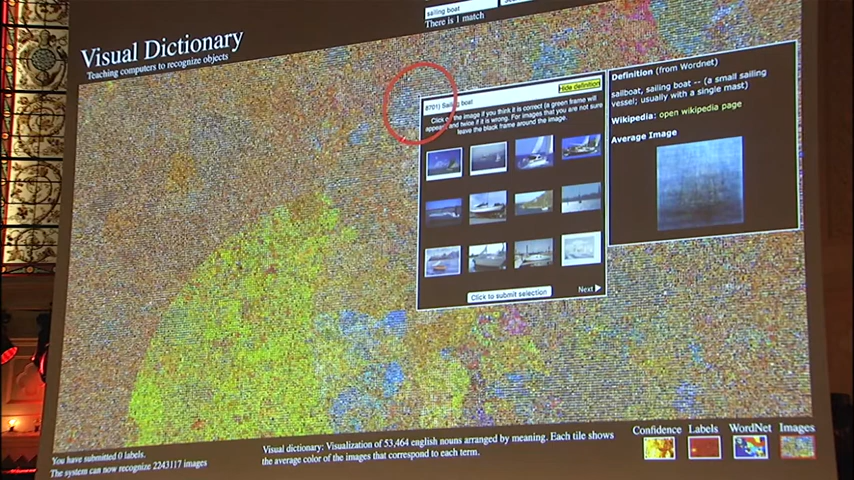 sailing boat
There is 1 match
Visual Dictionary
Teaching computers to recognize objects
Hide definition
8701) Sailing boat
Click on the image if you think it is correct (a green frame will
appear) and twice if it is wrong. For images that you are not sure
leave the black frame around the image.
Click to submit selection
Next
Definition (from Wordnet)
sailboat, sailing boat -- (a small sailing
vessel; usually with a single mast)
Wikipedia: open wikipedia page
Average Image
You have submitted 0 labels.
The system can now recognize 2243117 images
Visual dictionary: Visualization of 53,464 english nouns arranged by meaning. Each tile shows
the average color of the images that correspond to each term.
Confidence Labels WordNet Images